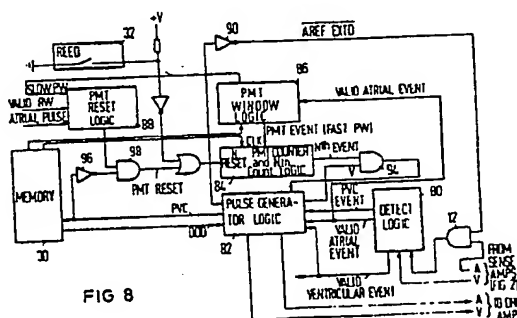 +V
90
REED
32
AREF EXTD
86
SLOW PW
VALID RW
ATRIAL PULSE
PMT RESET LOGIC
88
PMT WINDOW LOGIC
VALID ATRIAL EVENT
PMT EVENT (FAST PW)
CLK
96
98
RESET
PMT COUNTER and Nth Count LOGIC
Nth EVENT
94
PMT RESET
84
V
80
MEMORY
PVC
PULSE GENERATOR LOGIC
PVC EVENT
DETECT LOGIC
12
DDD
VALID ATRIAL EVENT
FROM SENSE AMPS (FIG 2)
A
V
30
82
VALID VENTRICULAR EVENT
A
V
FIG 8